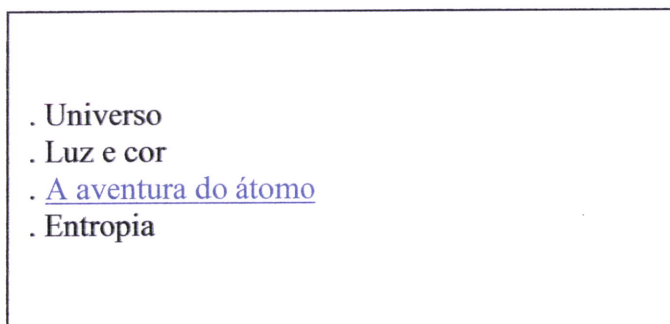 . Universo
. Luz e cor
. A aventura do átomo
. Entropia